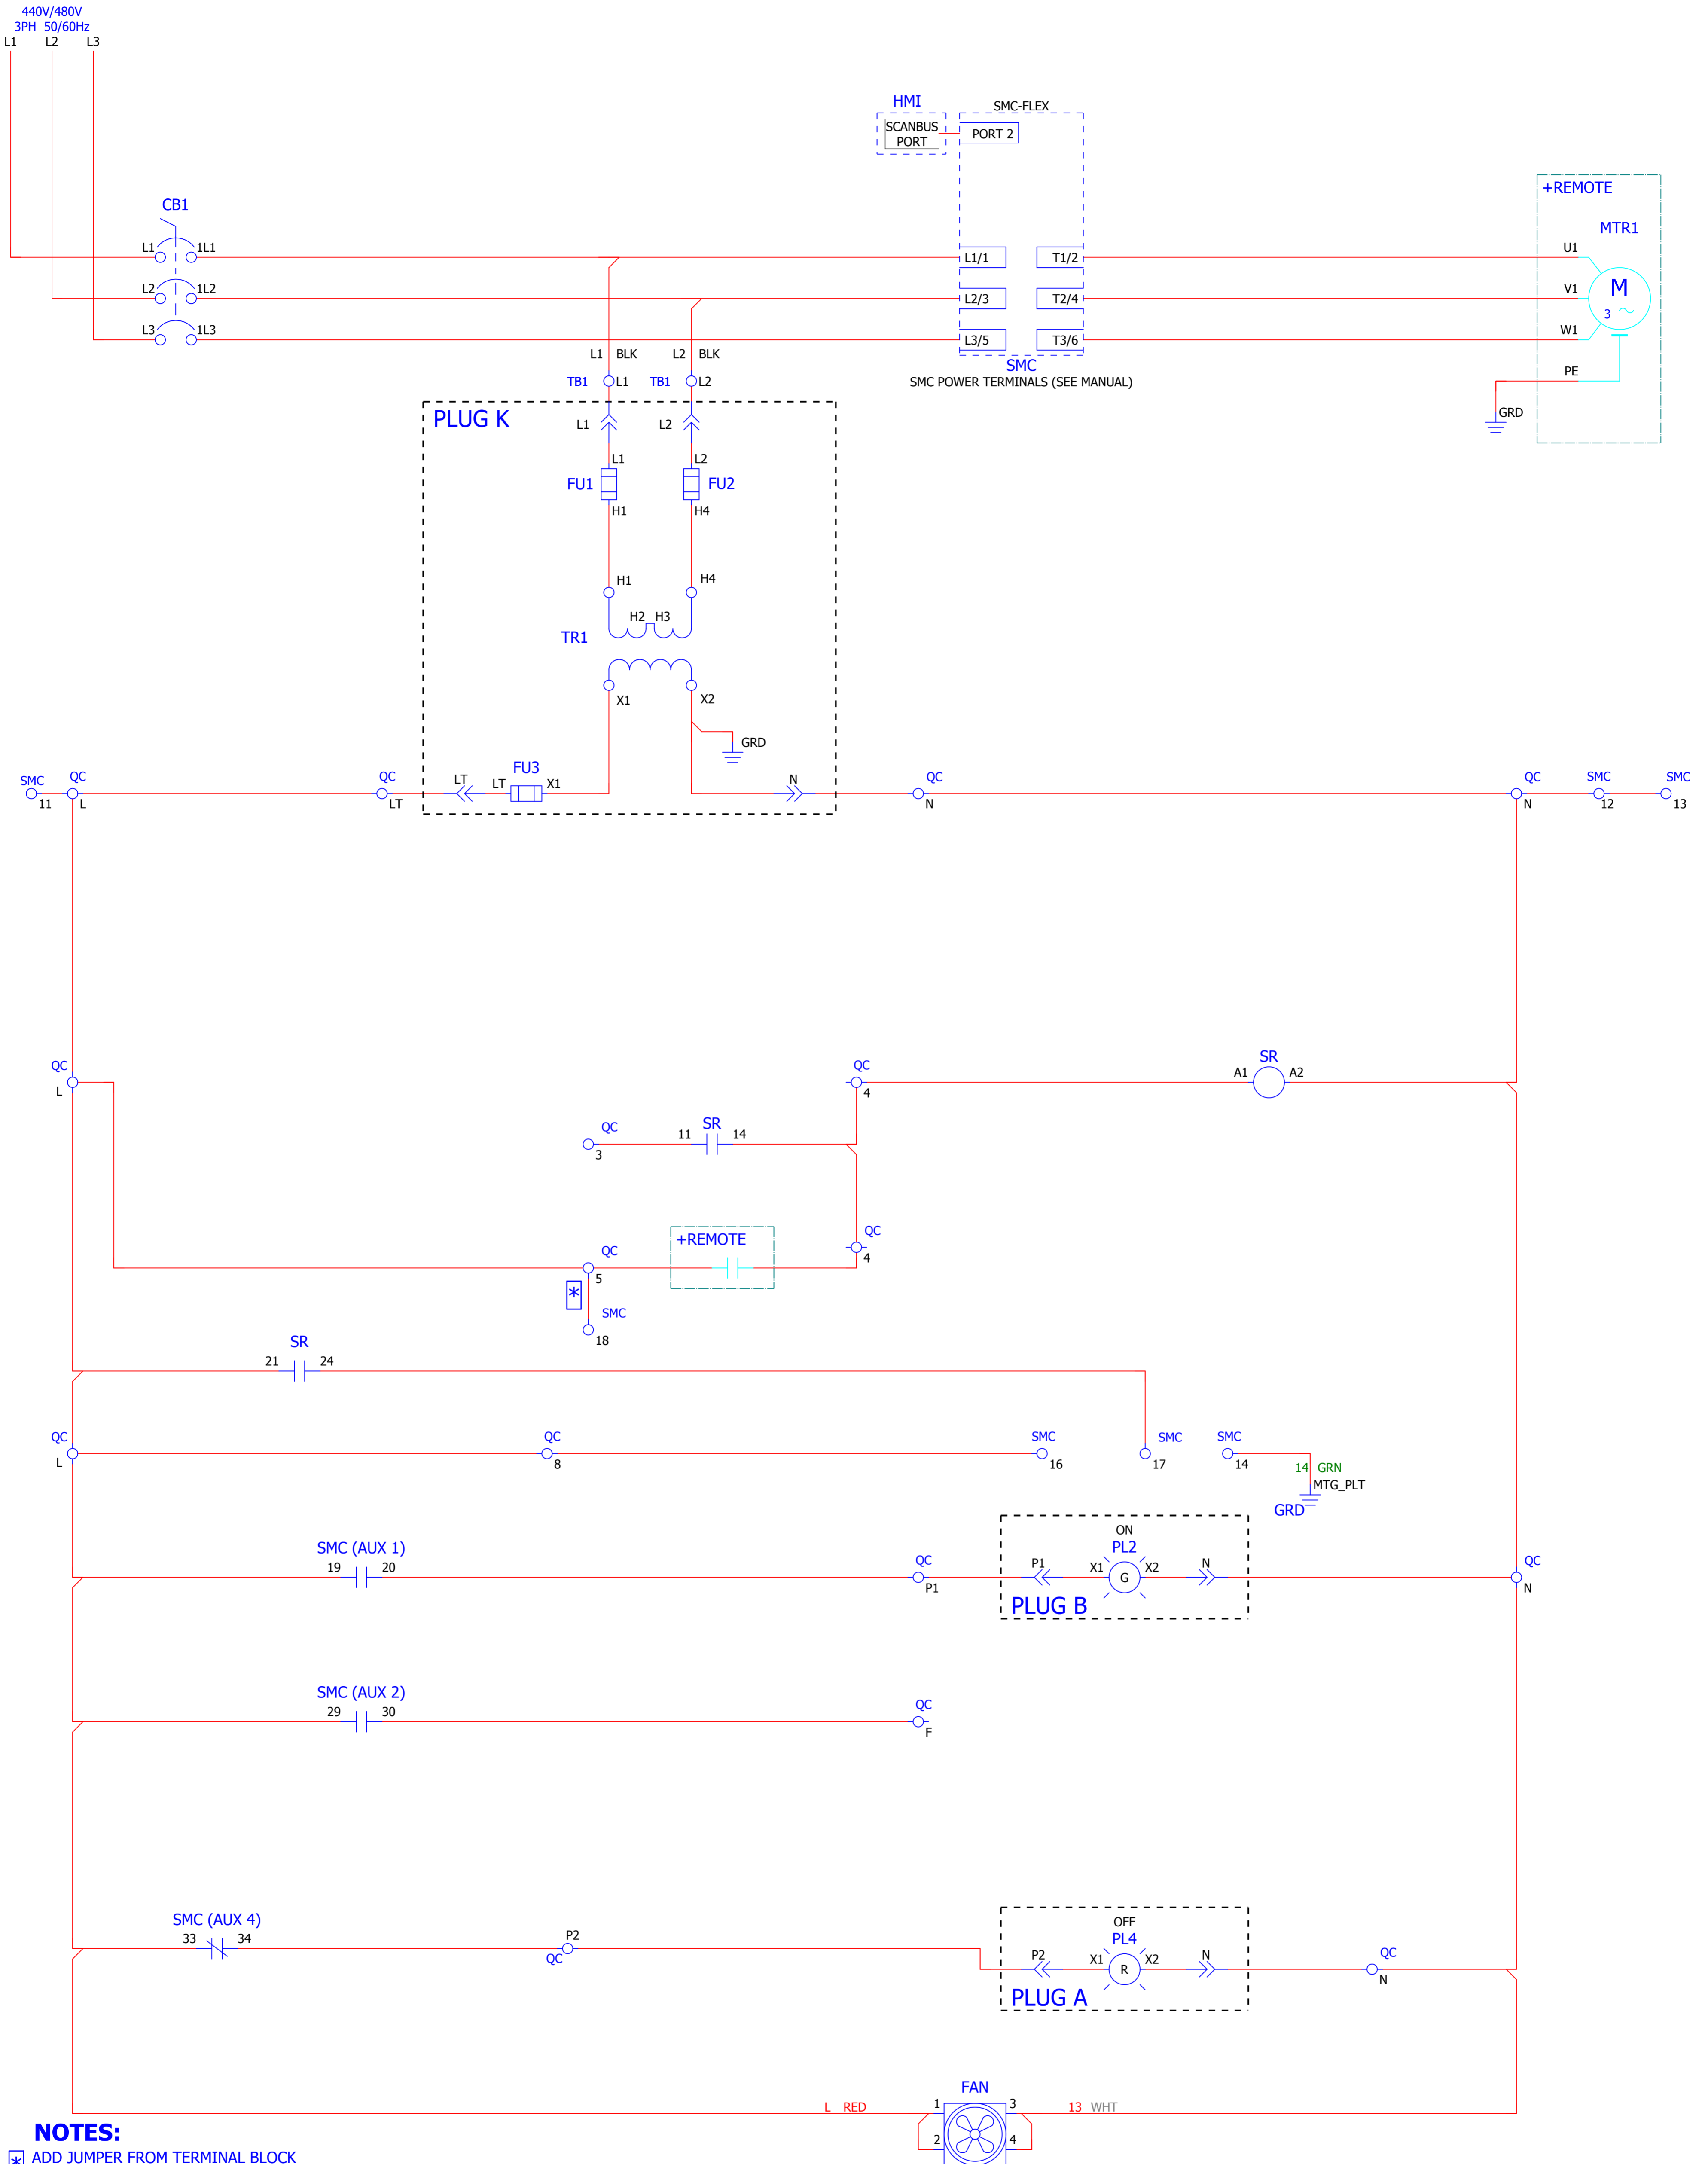 440V/480V
3PH 50/60Hz
L1 L2 L3
HMI
SCANBUS
PORT
SMC-FLEX
PORT 2
+REMOTE
MTR1
CB1
L1 1L1
L1/1 T1/2
U1
L2 1L2
L2/3 T2/4
V1
M
3
L3 1L3
L3/5 T3/6
W1
L1 BLK L2 BLK
SMC
SMC POWER TERMINALS (SEE MANUAL)
PE
GRD
TB1 L1 TB1 L2
PLUG K
L1 L2
L1 L2
FU1 FU2
H1 H4
H1 H4
H2 H3
TR1
X1 X2
GRD
SMC QC QC LT LT FU3 X1 N QC QC SMC SMC
11 L LT N N 12 13
QC QC SR
L 4 A1 A2
QC 11 SR 14
3
+REMOTE
QC QC
5 4
*
SMC
18
SR
21 24
QC QC SMC SMC SMC
L 8 16 17 14
14 GRN
MTG_PLT
GRD
SMC (AUX 1)
19 20
ON
PL2
QC P1 X1 G X2 N QC
P1 N
PLUG B
SMC (AUX 2)
29 30
QC
F
SMC (AUX 4)
33 34
P2
QC
OFF
PL4
P2 X1 R X2 N QC
N
PLUG A
FAN
L RED 1 3 13 WHT
2 4
NOTES:
* ADD JUMPER FROM TERMINAL BLOCK